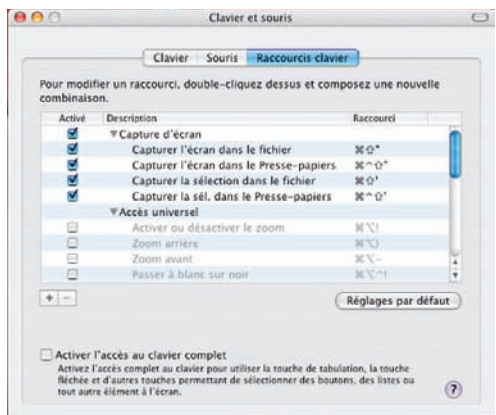 Clavier et souris
Clavier Souris Raccourcis clavier
Pour modifier un raccourci, double-cliquez dessus et composez une nouvelle
combinaison.
Activé Description Raccourci
▼Capture d'écran
Capturer l'écran dans le fichier ⌘⇧"
Capturer l'écran dans le Presse-papiers ⌘^⇧"
Capturer la sélection dans le fichier ⌘⇧'
Capturer la sél. dans le Presse-papiers ⌘^⇧'
▼Accès universel
Activer ou désactiver le zoom ⌘⌥!
Zoom arrière ⌘⌥)
Zoom avant ⌘⌥-
Passer à blanc sur noir ⌘⌥^!
+ -
Réglages par défaut
Activer l'accès au clavier complet
Activez l'accès complet au clavier pour utiliser la touche de tabulation, la touche
fléchée et d'autres touches permettant de sélectionner des boutons, des listes ou
tout autre élément à l'écran.
?